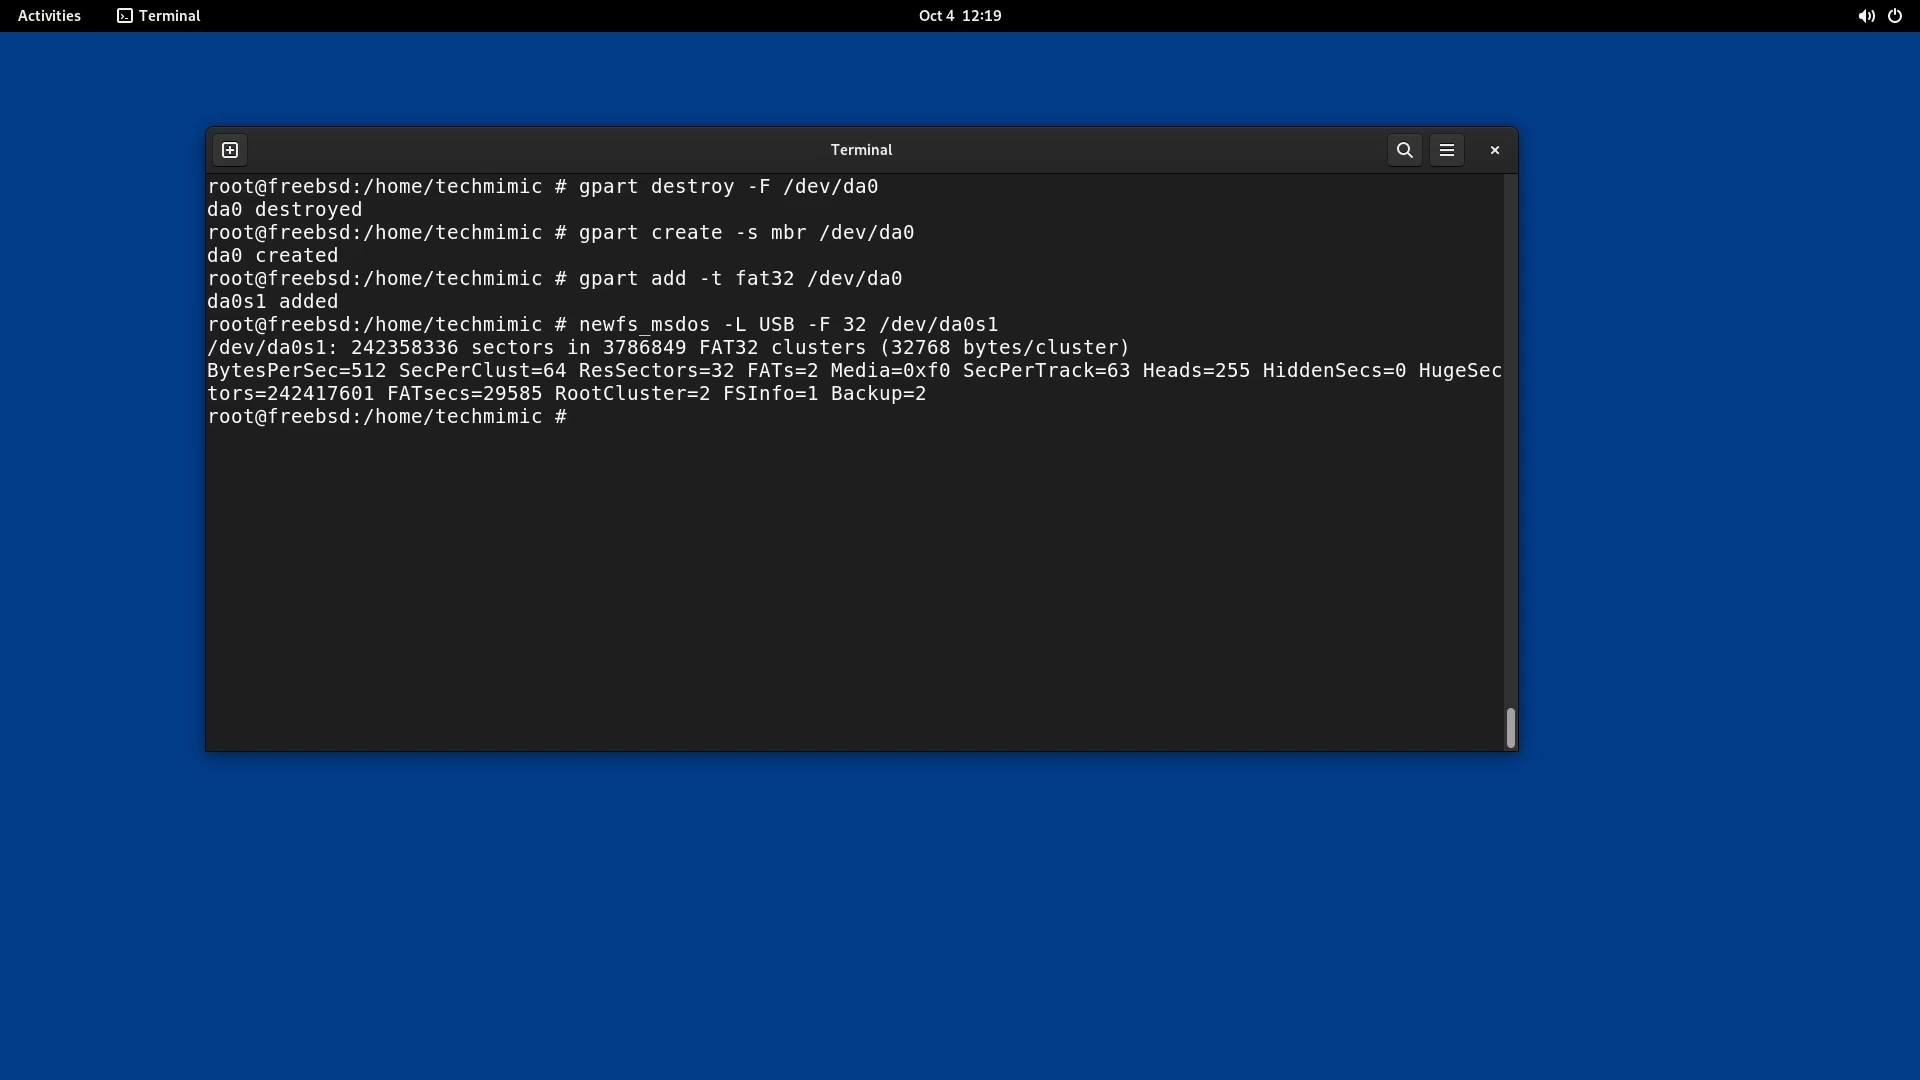 Activities Terminal Oct 4 12:19
Terminal
root@freebsd:/home/techmimic # gpart destroy -F /dev/da0
da0 destroyed
root@freebsd:/home/techmimic # gpart create -s mbr /dev/da0
da0 created
root@freebsd:/home/techmimic # gpart add -t fat32 /dev/da0
da0s1 added
root@freebsd:/home/techmimic # newfs_msdos -L USB -F 32 /dev/da0s1
/dev/da0s1: 242358336 sectors in 3786849 FAT32 clusters (32768 bytes/cluster)
BytesPerSec=512 SecPerClust=64 ResSectors=32 FATs=2 Media=0xf0 SecPerTrack=63 Heads=255 HiddenSecs=0 HugeSec
tors=242417601 FATsecs=29585 RootCluster=2 FSInfo=1 Backup=2
root@freebsd:/home/techmimic #